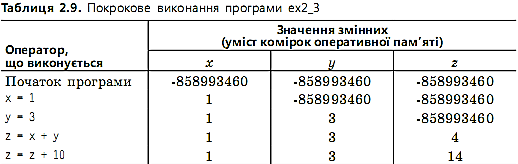 Таблиця 2.9. Покрокове виконання програми ex2_3
Оператор, що виконується Значення змінних (уміст комірок оперативної пам’яті)
x y z
Початок програми -858993460 -858993460 -858993460
x = 1 1 -858993460 -858993460
y = 3 1 3 -858993460
z = x + y 1 3 4
z = z + 10 1 3 14